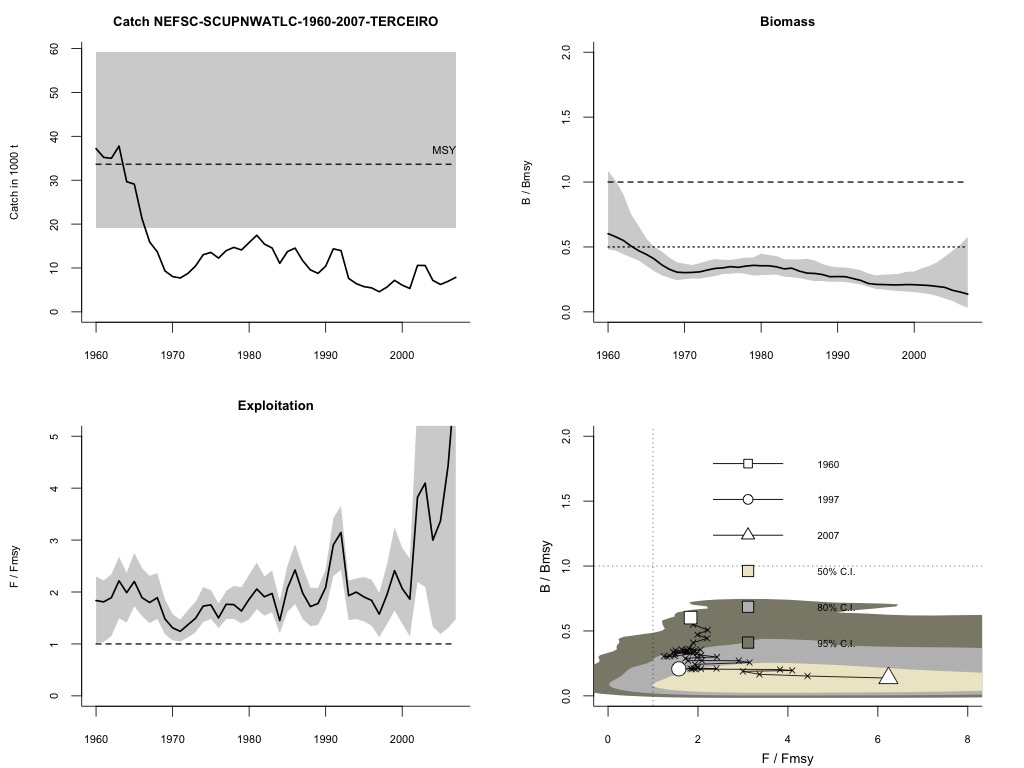 Catch NEFSC-SCUPNWATLC-1960-2007-TERCEIRO
Catch in 1000 t
60
50
40
30
20
10
0
MSY
1960 1970 1980 1990 2000
Biomass
B / Bmsy
2.0
1.5
1.0
0.5
0.0
1960 1970 1980 1990 2000
Exploitation
F / Fmsy
5
4
3
2
1
0
1960 1970 1980 1990 2000
B / Bmsy
2.0
1.5
1.0
0.5
0.0
1960
1997
2007
50% C.I.
80% C.I.
95% C.I.
0 2 4 6 8
F / Fmsy